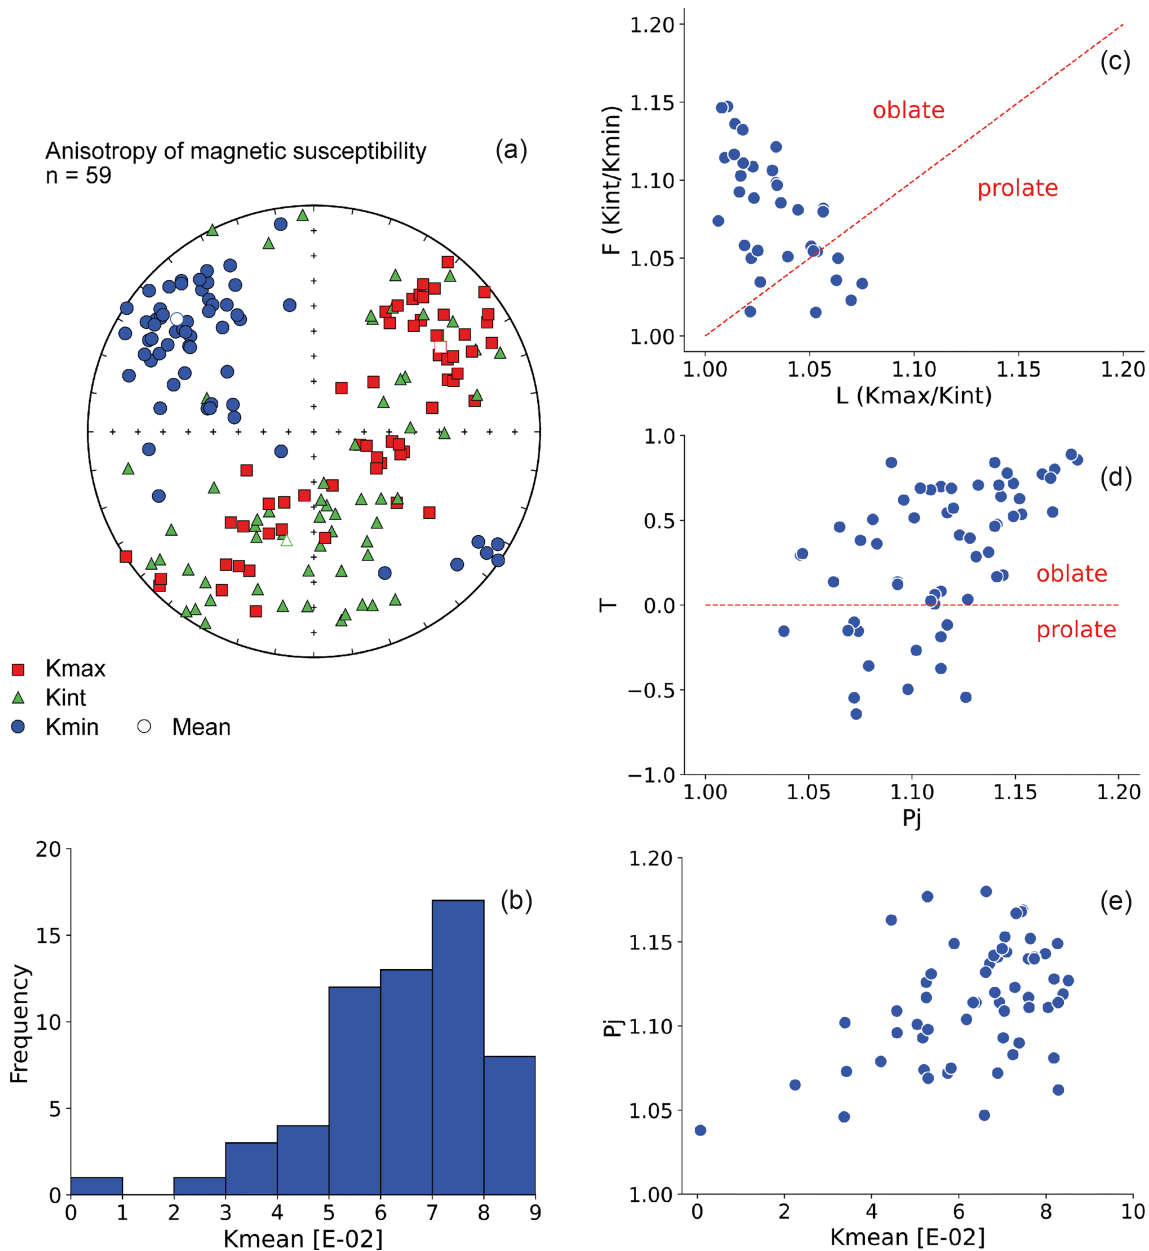 Anisotropy of magnetic susceptibility
n = 59
(a)
Kmax
Kint
Kmin
Mean
(b)
Frequency
20
15
10
5
0
0 1 2 3 4 5 6 7 8 9
Kmean [E-02]
(c)
F (Kint/Kmin)
1.20
1.15
1.10
1.05
1.00
oblate
prolate
1.00 1.05 1.10 1.15 1.20
L (Kmax/Kint)
(d)
T
1.0
0.5
0.0
−0.5
−1.0
oblate
prolate
1.00 1.05 1.10 1.15 1.20
Pj
(e)
Pj
1.20
1.15
1.10
1.05
1.00
0 2 4 6 8 10
Kmean [E-02]